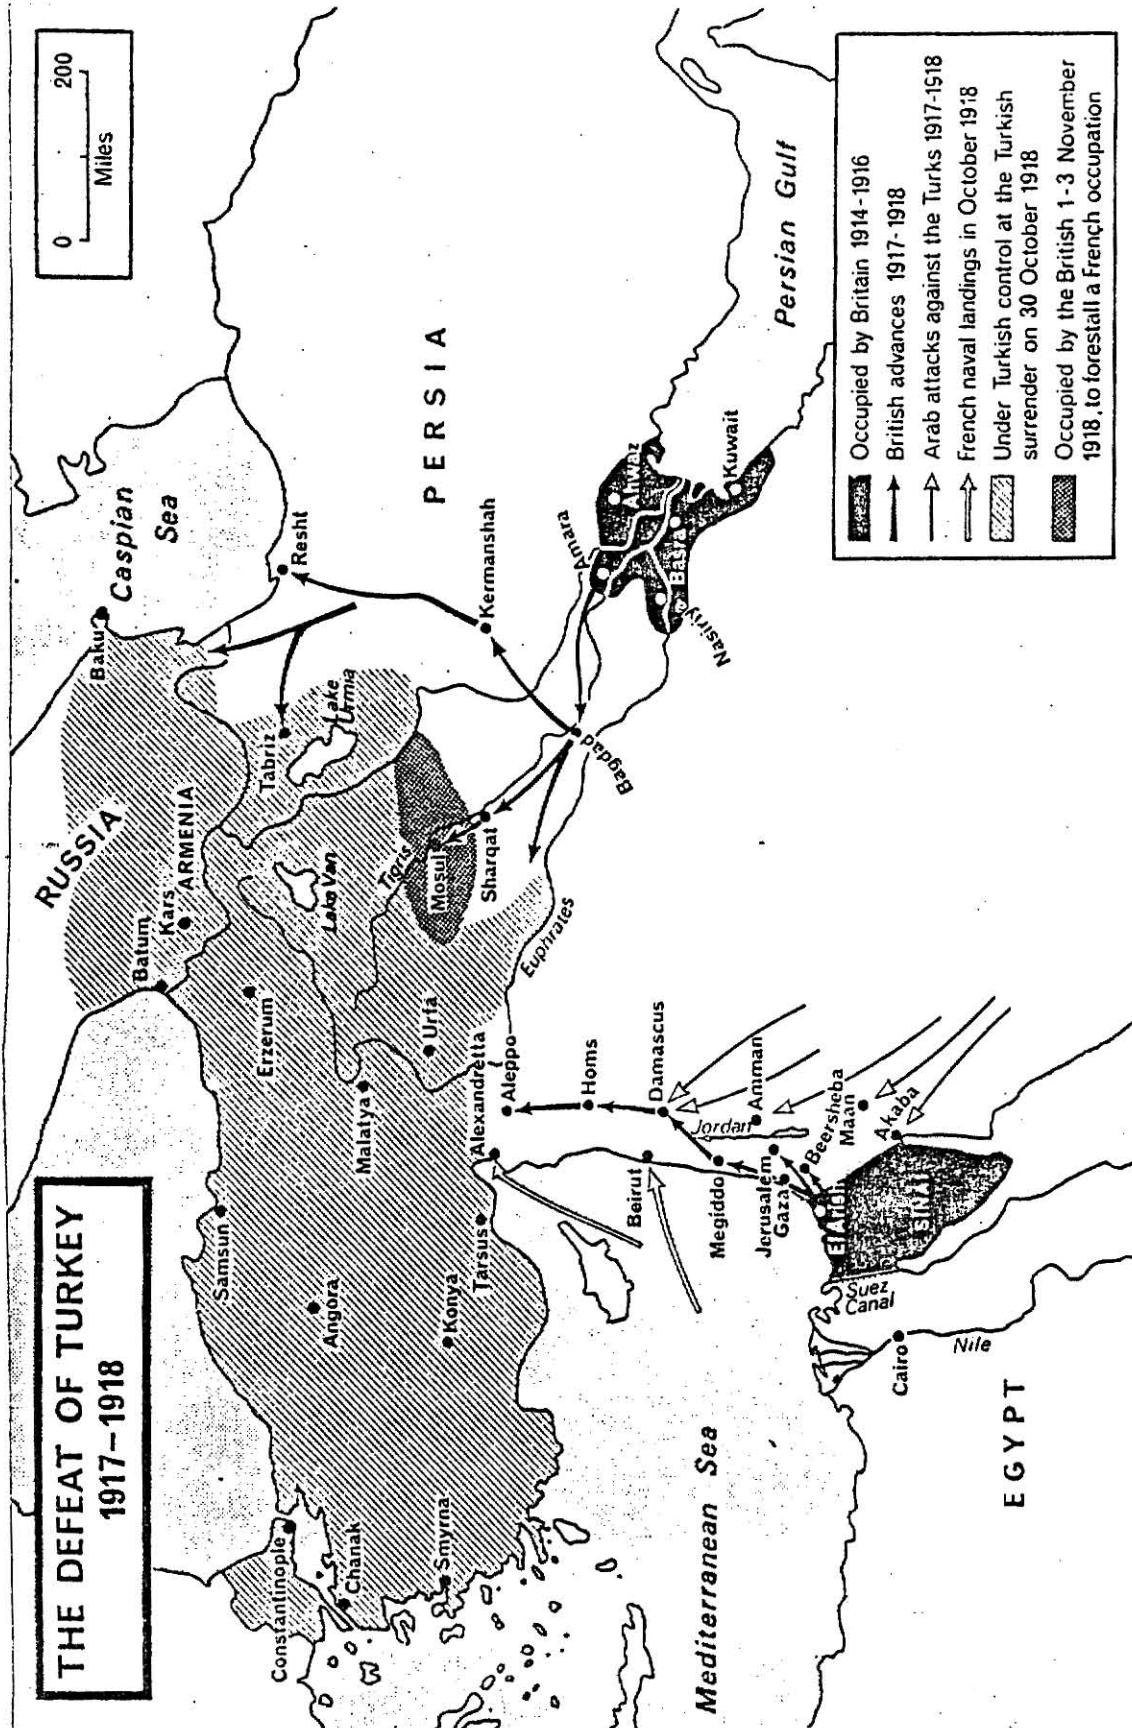 THE DEFEAT OF TURKEY
1917-1918
0 200
Miles
RUSSIA
Batum
Kars
ARMENIA
Baku
Caspian
Sea
Resht
Tabriz
Lake
Urmia
Lake Van
Erzerum
Samsun
Constantinople
Chanak
Angora
Malatya
Urfa
Tigris
Mosul
Sharqat
Kermanshah
PERSIA
Smyrna
Konya
Tarsus
Alexandretta
Aleppo
Euphrates
Bagdad
Amara
Ahwaz
Basra
Nasiriy
Kuwait
Persian Gulf
Homs
Damascus
Beirut
Megiddo
Jordan
Amman
Jerusalem
Gaza
Beersheba
Maan
Akaba
El Arish
SINAI
Suez
Canal
Cairo
Nile
Mediterranean Sea
EGYPT
Occupied by Britain 1914-1916
British advances 1917-1918
Arab attacks against the Turks 1917-1918
French naval landings in October 1918
Under Turkish control at the Turkish
surrender on 30 October 1918
Occupied by the British 1-3 November
1918, to forestall a French occupation